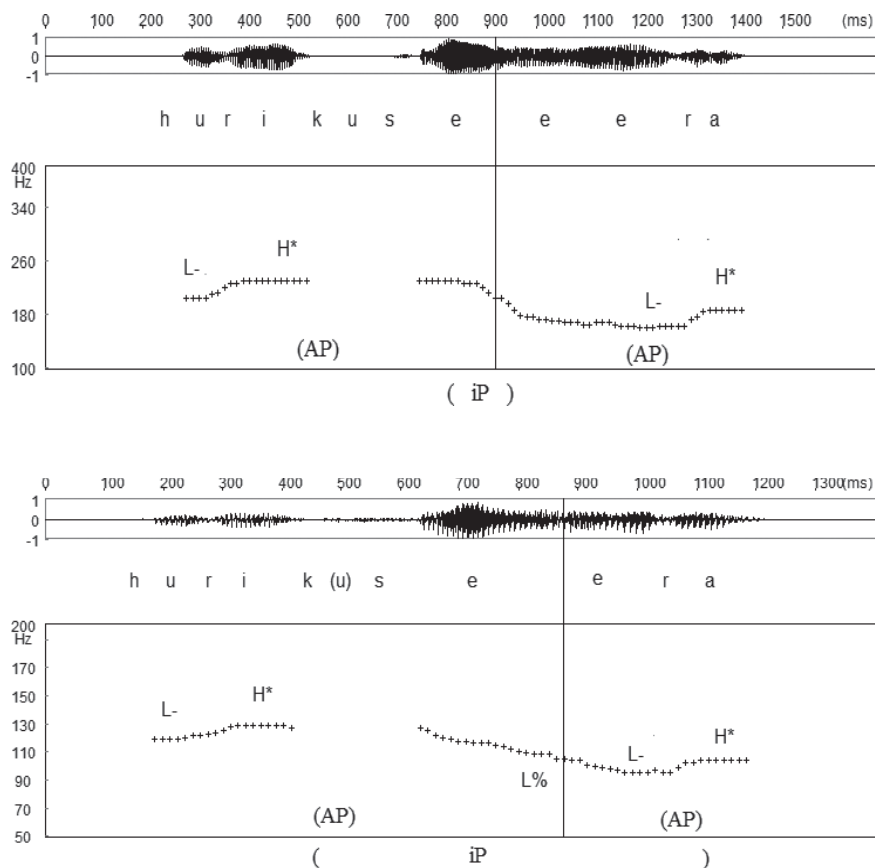 0 100 200 300 400 500 600 700 800 900 1000 1100 1200 1300 1400 1500 (ms)
1
0
-1
h u r i k u s e e e r a
400
Hz
340
260
180
100
L- H* L- H*
(AP) (AP)
( iP )
0 100 200 300 400 500 600 700 800 900 1000 1100 1200 1300 (ms)
1
0
-1
h u r i k (u) s e e r a
200
Hz
170
150
130
110
90
70
50
L- H* L% L- H*
(AP) (AP)
( iP )